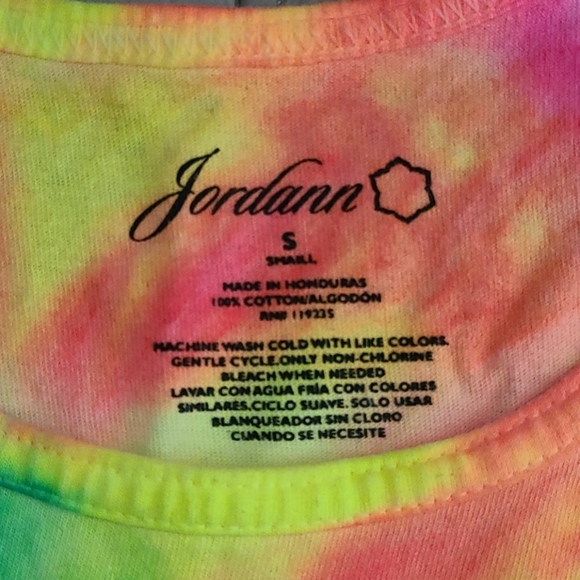 Jordann
S
SMALL
MADE IN HONDURAS
100% COTTON/ALGODÓN
RN# 119235
MACHINE WASH COLD WITH LIKE COLORS.
GENTLE CYCLE.ONLY NON-CHLORINE
BLEACH WHEN NEEDED
LAVAR CON AGUA FRÍA CON COLORES
SIMILARES.CICLO SUAVE. SOLO USAR
BLANQUEADOR SIN CLORO
CUANDO SE NECESITE